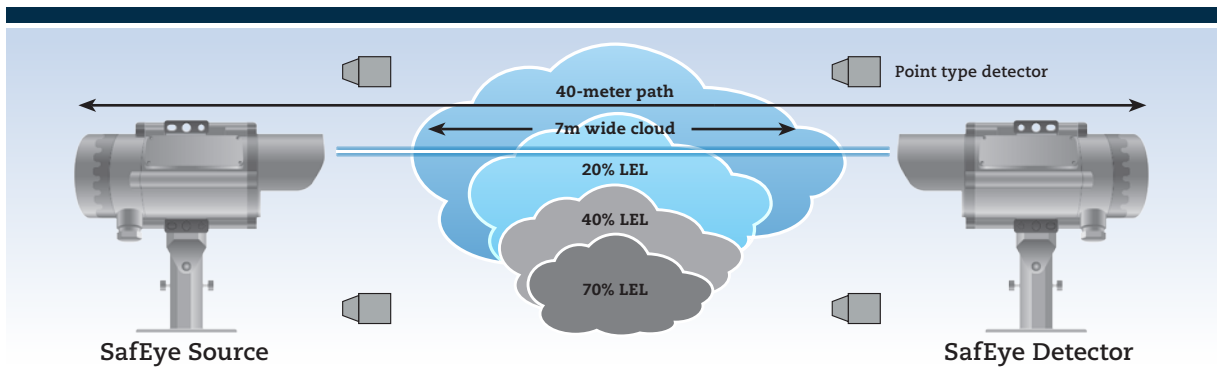 Point type detector
40-meter path
7m wide cloud
20% LEL
40% LEL
70% LEL
SafEye Source
SafEye Detector